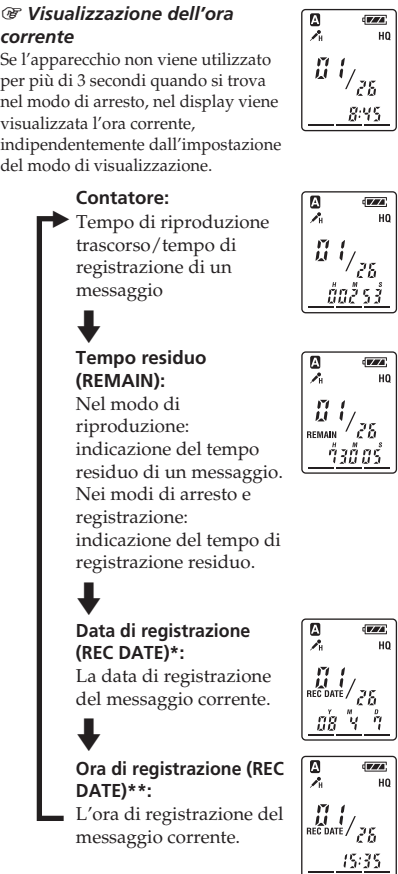 ☞ Visualizzazione dell'ora
corrente
Se l'apparecchio non viene utilizzato
per più di 3 secondi quando si trova
nel modo di arresto, nel display viene
visualizzata l'ora corrente,
indipendentemente dall'impostazione
del modo di visualizzazione.
A
H HQ
01/26
8:45
Contatore:
Tempo di riproduzione
trascorso/tempo di
registrazione di un
messaggio
A
H HQ
01/26
H M S
00253
Tempo residuo
(REMAIN):
Nel modo di
riproduzione:
indicazione del tempo
residuo di un messaggio.
Nei modi di arresto e
registrazione:
indicazione del tempo di
registrazione residuo.
A
H HQ
01/26
REMAIN
H M S
73005
Data di registrazione
(REC DATE)*:
La data di registrazione
del messaggio corrente.
A
H HQ
01/26
REC DATE
Y M D
08 4 7
Ora di registrazione (REC
DATE)**:
L'ora di registrazione del
messaggio corrente.
A
H HQ
01/26
REC DATE
15:35